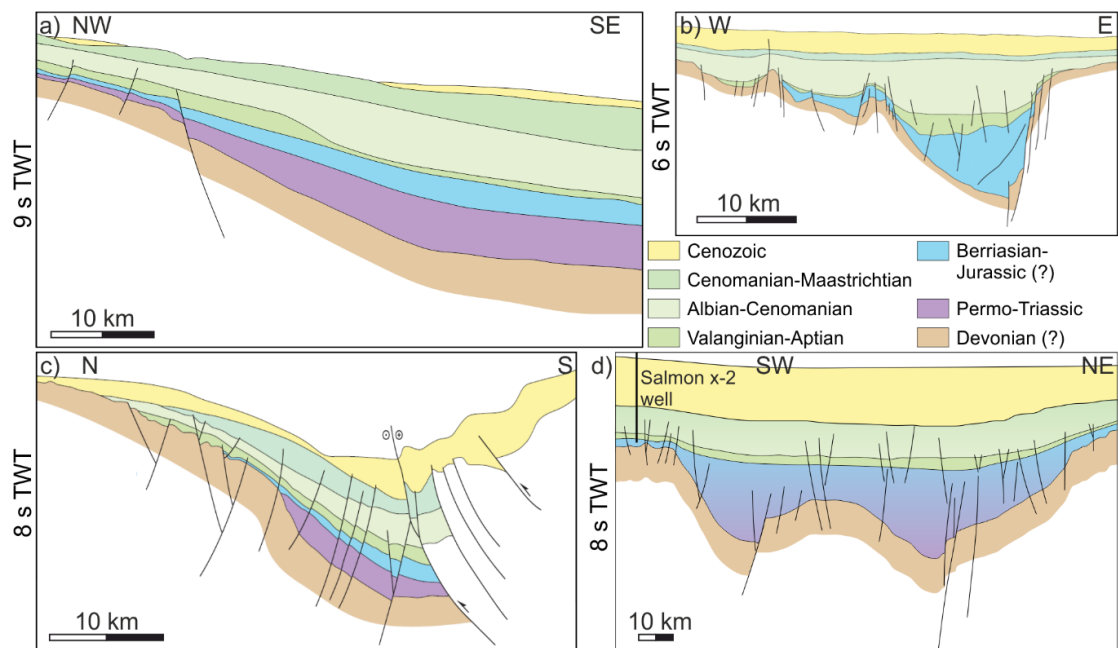 a) NW
SE
9 s TWT
10 km
b) W
E
6 s TWT
10 km
Cenozoic
Cenomanian-Maastrichtian
Albian-Cenomanian
Valanginian-Aptian
Berriasian-
Jurassic (?)
Permo-Triassic
Devonian (?)
c) N
S
8 s TWT
10 km
d)
SW
NE
Salmon x-2
well
8 s TWT
10 km